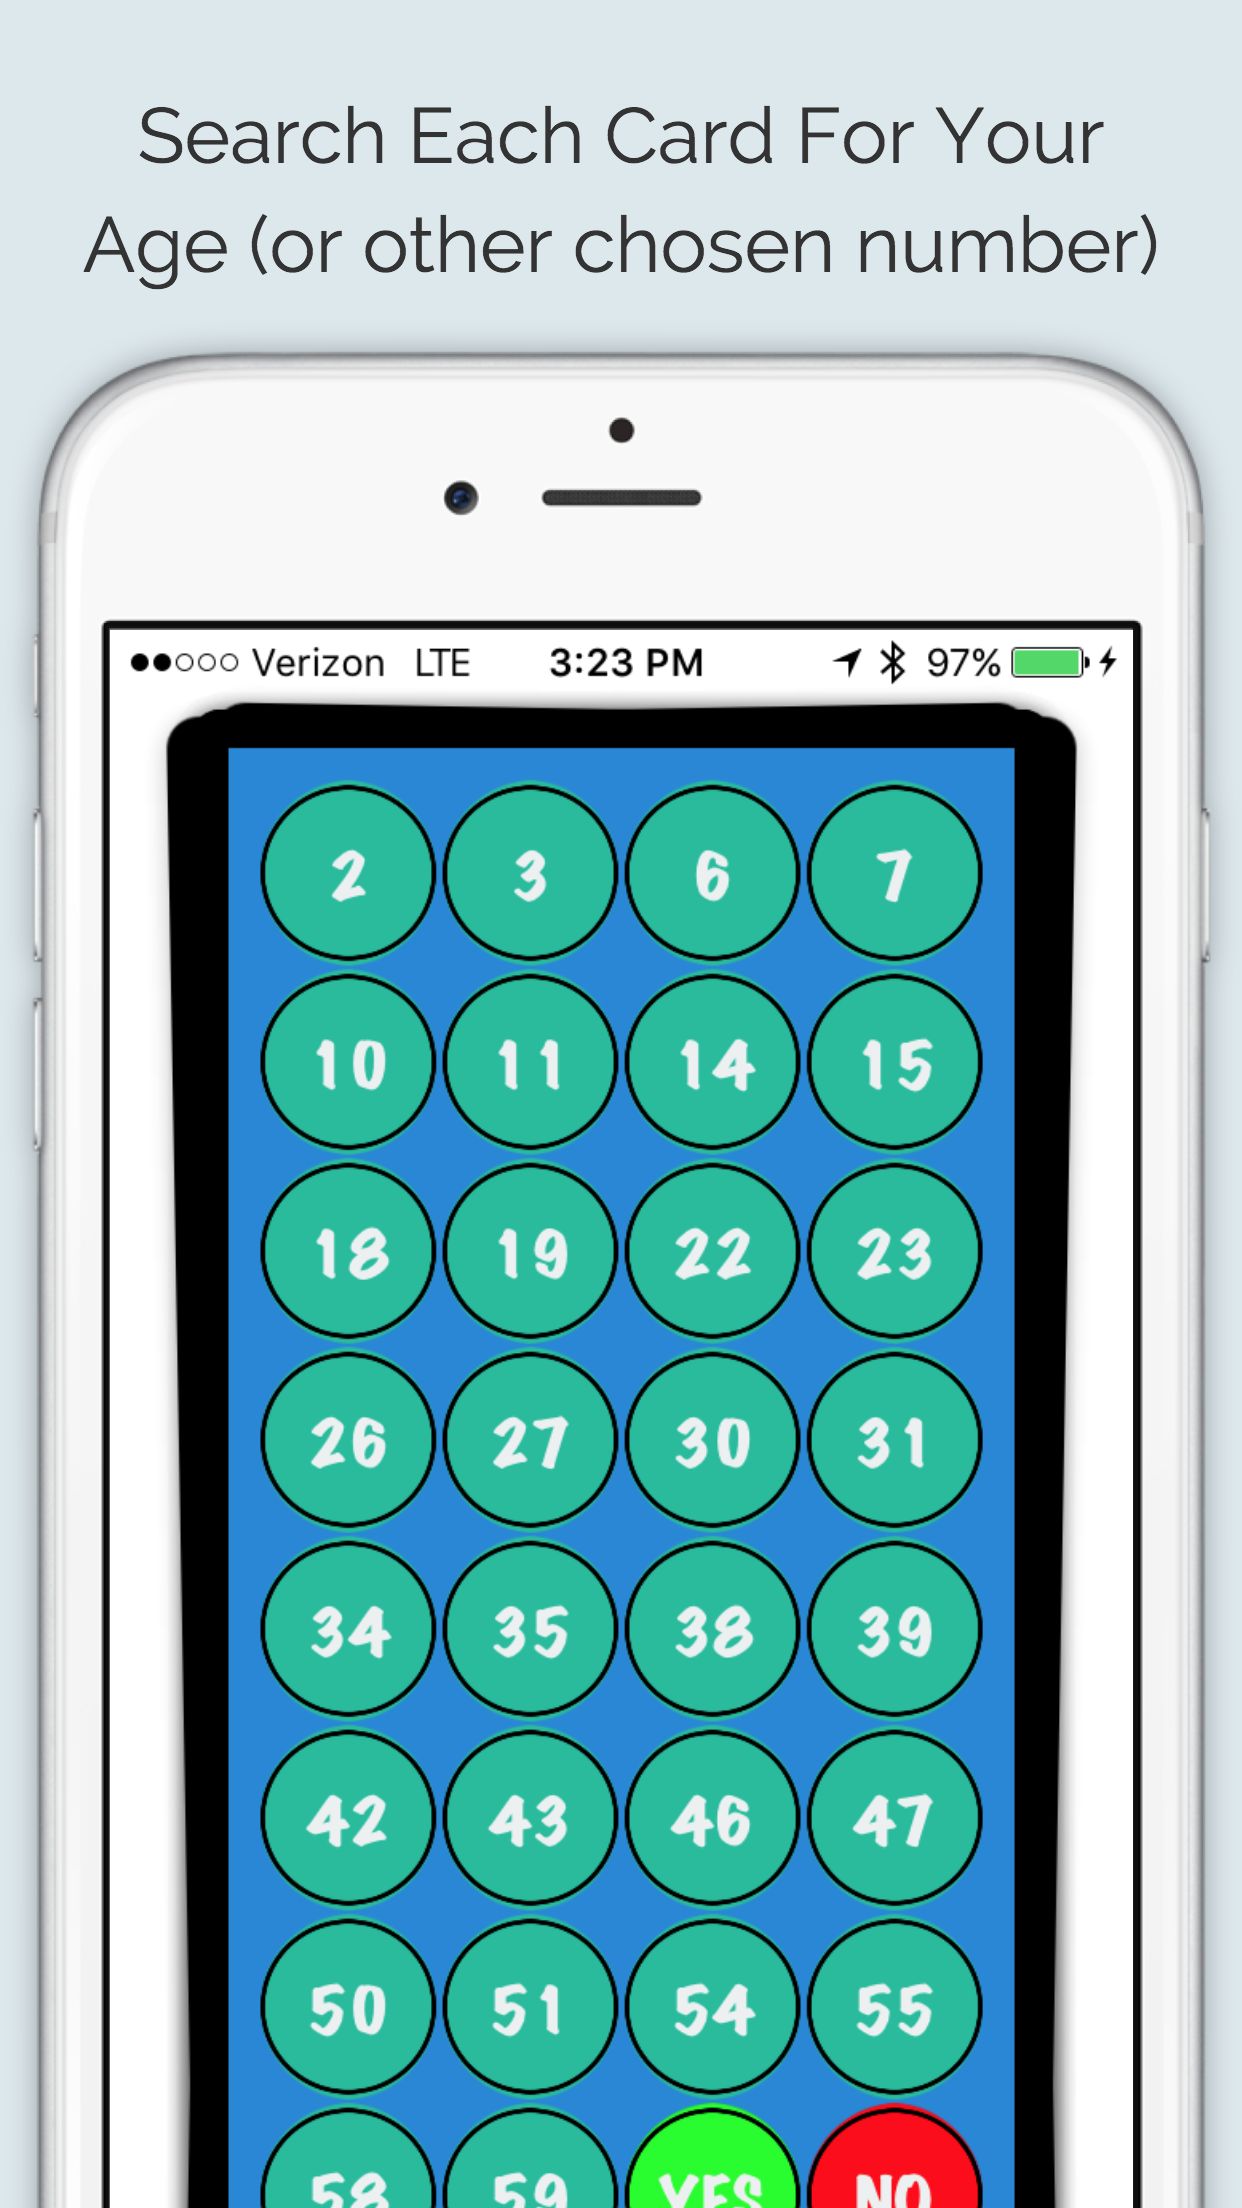 Search Each Card For Your
Age (or other chosen number)
Verizon LTE 3:23 PM 97%
2 3 6 7
10 11 14 15
18 19 22 23
26 27 30 31
34 35 38 39
42 43 46 47
50 51 54 55
58 59 YES NO